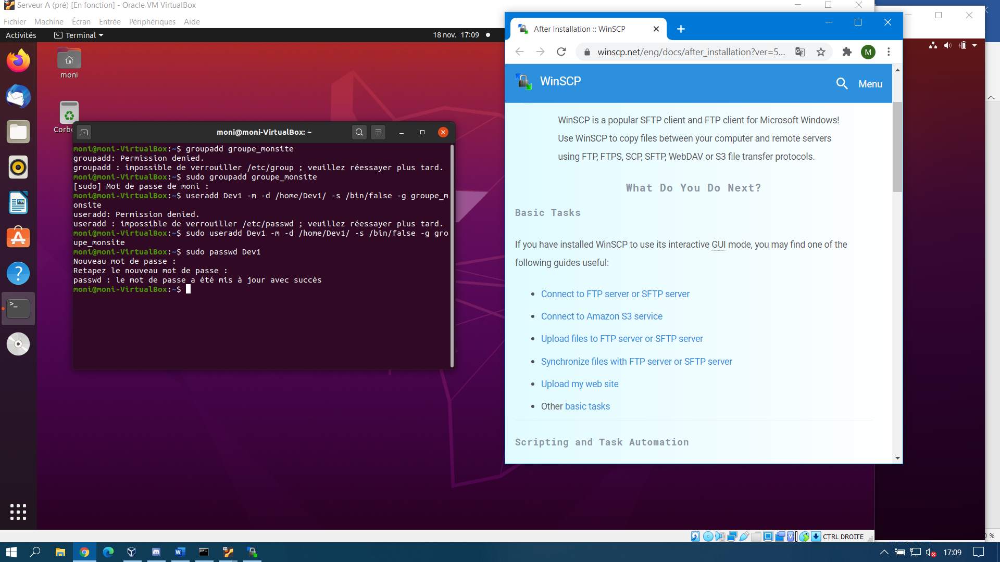 Serveur A (pré) [En fonction] - Oracle VM VirtualBox
Fichier Machine Écran Entrée Périphériques Aide
Activités Terminal 18 nov. 17:09
moni
Corbe
moni@moni-VirtualBox: ~
moni@moni-VirtualBox:~$ groupadd groupe_monsite
groupadd: Permission denied.
groupadd : impossible de verrouiller /etc/group ; veuillez réessayer plus tard.
moni@moni-VirtualBox:~$ sudo groupadd groupe_monsite
[sudo] Mot de passe de moni :
moni@moni-VirtualBox:~$ useradd Dev1 -m -d /home/Dev1/ -s /bin/false -g groupe_m
onsite
useradd: Permission denied.
useradd : impossible de verrouiller /etc/passwd ; veuillez réessayer plus tard.
moni@moni-VirtualBox:~$ sudo useradd Dev1 -m -d /home/Dev1/ -s /bin/false -g gro
upe_monsite
moni@moni-VirtualBox:~$ sudo passwd Dev1
Nouveau mot de passe :
Retapez le nouveau mot de passe :
passwd : le mot de passe a été mis à jour avec succès
moni@moni-VirtualBox:~$
After Installation :: WinSCP
winscp.net/eng/docs/after_installation?ver=5...
M
WinSCP
Menu
WinSCP is a popular SFTP client and FTP client for Microsoft Windows!
Use WinSCP to copy files between your computer and remote servers
using FTP, FTPS, SCP, SFTP, WebDAV or S3 file transfer protocols.
What Do You Do Next?
Basic Tasks
If you have installed WinSCP to use its interactive GUI mode, you may find one of the
following guides useful:
Connect to FTP server or SFTP server
Connect to Amazon S3 service
Upload files to FTP server or SFTP server
Synchronize files with FTP server or SFTP server
Upload my web site
Other basic tasks
Scripting and Task Automation
CTRL DROITE
0 %
17:09